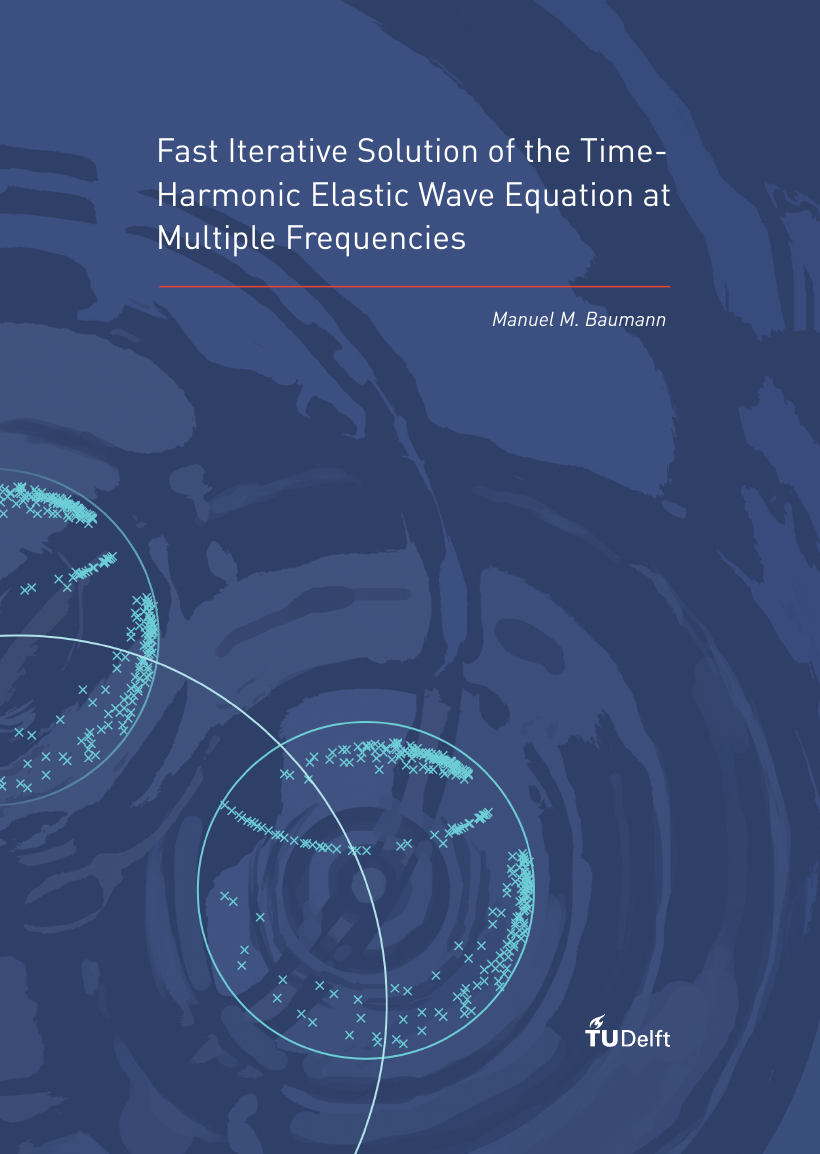 Fast Iterative Solution of the Time-
Harmonic Elastic Wave Equation at
Multiple Frequencies
Manuel M. Baumann
TUDelft